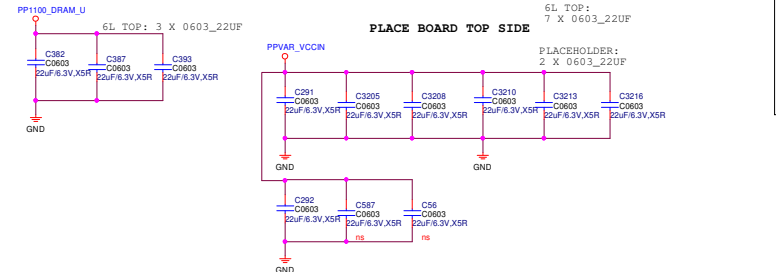 PP1100_DRAM_U
6L TOP: 3 X 0603_22UF
C382
C0603
22uF/6.3V,X5R
C387
C0603
22uF/6.3V,X5R
C393
C0603
22uF/6.3V,X5R
GND
PLACE BOARD TOP SIDE
6L TOP:
7 X 0603_22UF
PLACEHOLDER:
2 X 0603_22UF
PPVAR_VCCIN
C291
C0603
22uF/6.3V,X5R
C3205
C0603
22uF/6.3V,X5R
C3208
C0603
22uF/6.3V,X5R
C3210
C0603
22uF/6.3V,X5R
C3213
C0603
22uF/6.3V,X5R
C3216
C0603
22uF/6.3V,X5R
GND
GND
C292
C0603
22uF/6.3V,X5R
C587
C0603
22uF/6.3V,X5R
ns
C56
C0603
22uF/6.3V,X5R
ns
GND